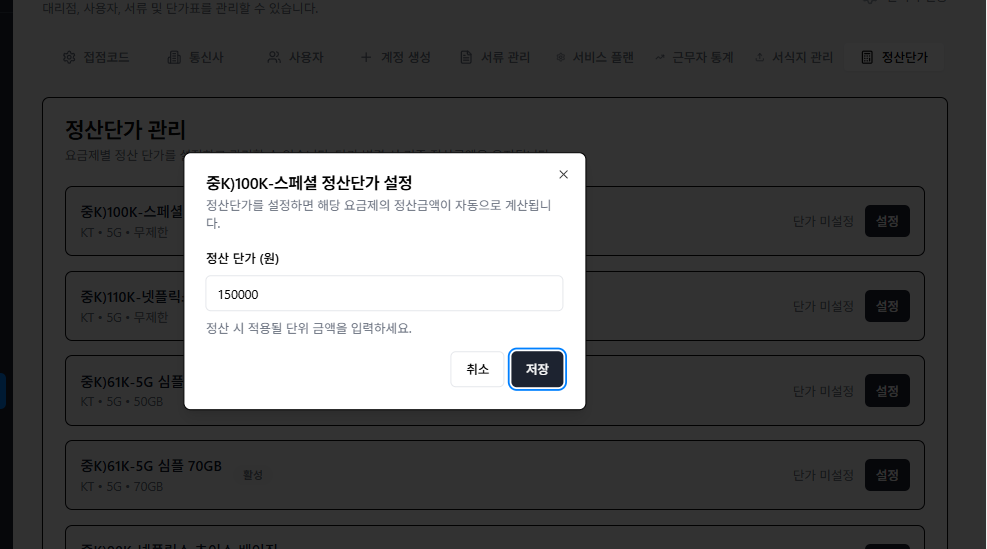 대리점, 사용자, 서류 및 단가표를 관리할 수 있습니다.
접점코드
통신사
사용자
계정 생성
서류 관리
서비스 플랜
근무자 통계
서식지 관리
정산단가
정산단가 관리
요금제별 정산 단가를
중K)100K-스페셜
KT • 5G • 무제한
단가 미설정
설정
중K)110K-넷플릭
KT • 5G • 무제한
단가 미설정
설정
중K)61K-5G 심플
KT • 5G • 50GB
단가 미설정
설정
중K)61K-5G 심플 70GB
활성
KT • 5G • 70GB
단가 미설정
설정
중K)100K-스페셜 정산단가 설정
정산단가를 설정하면 해당 요금제의 정산금액이 자동으로 계산됩니
다.
정산 단가 (원)
150000
정산 시 적용될 단위 금액을 입력하세요.
취소
저장